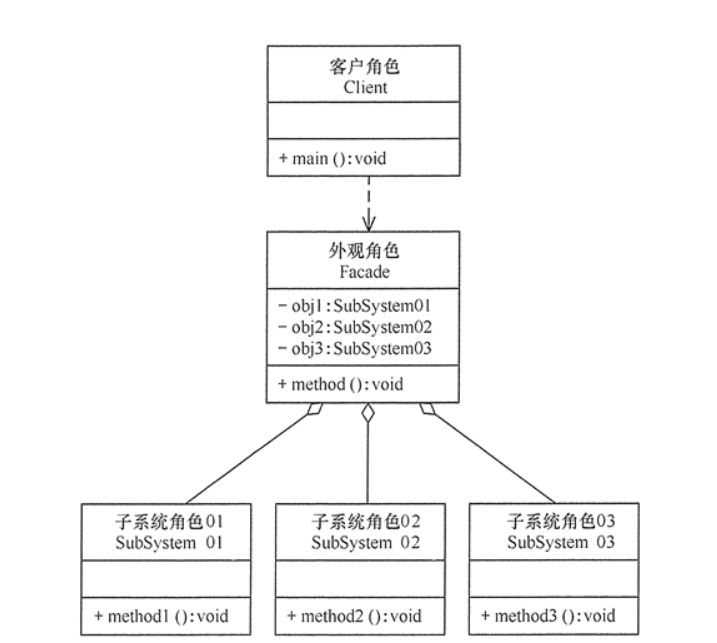 客户角色
Client
+ main ():void
外观角色
Facade
- obj1:SubSystem01
- obj2:SubSystem02
- obj3:SubSystem03
+ method ():void
子系统角色01
SubSystem 01
+ method1 ():void
子系统角色02
SubSystem 02
+ method2 ():void
子系统角色03
SubSystem 03
+ method3 ():void